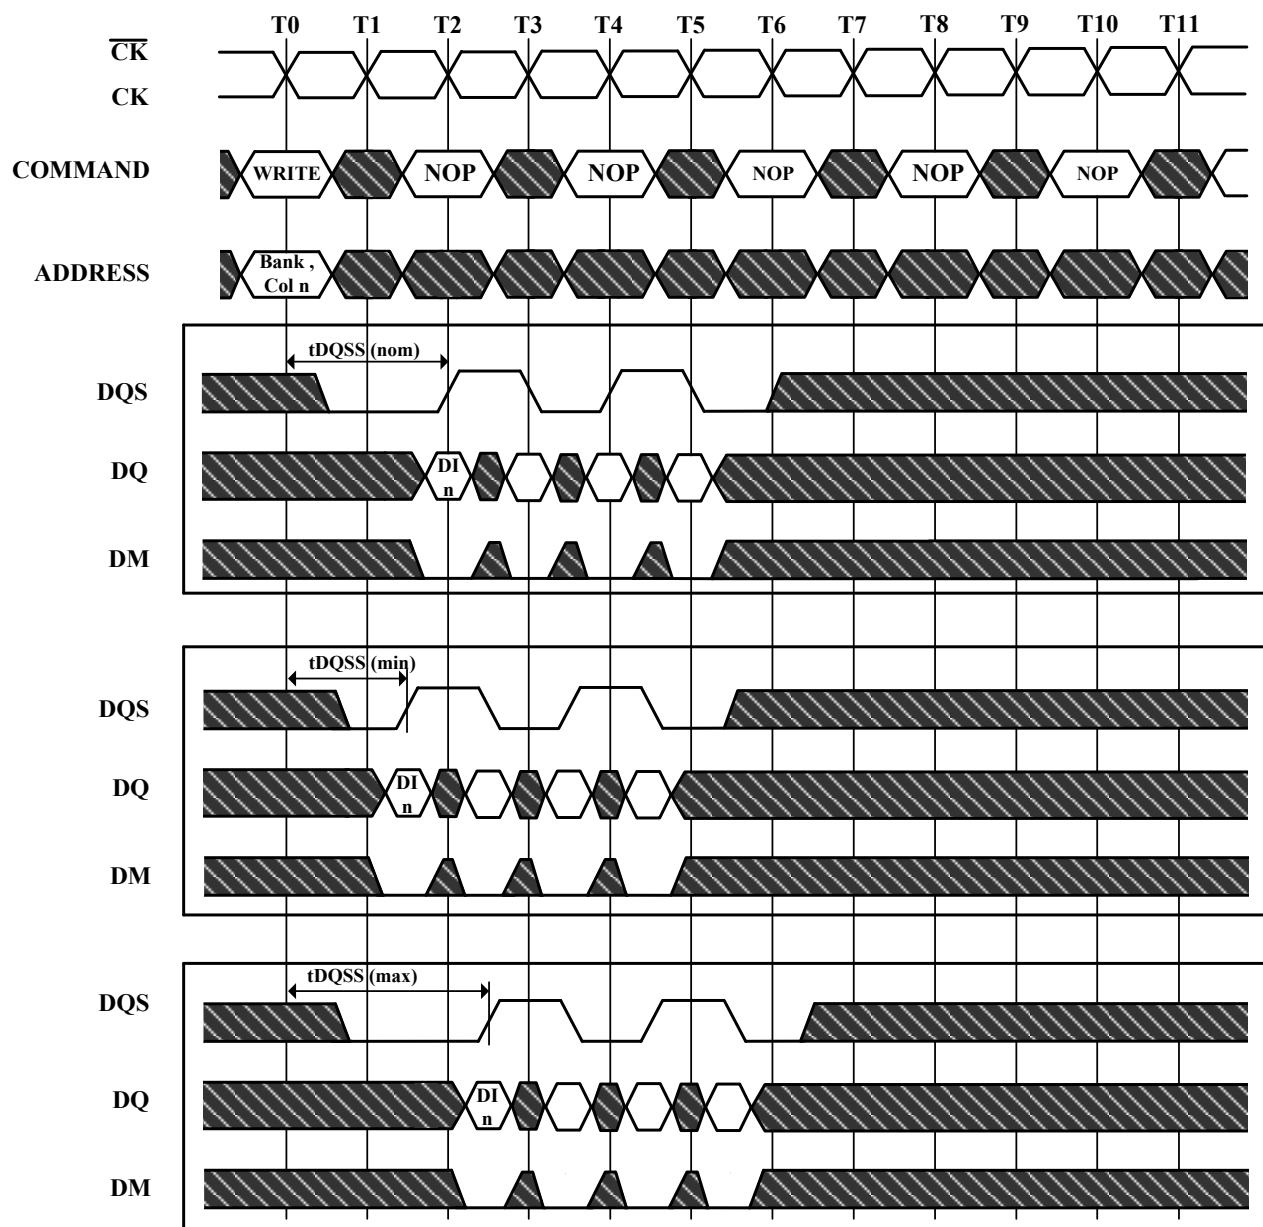 T0 T1 T2 T3 T4 T5 T6 T7 T8 T9 T10 T11
CK
CK
COMMAND WRITE NOP NOP NOP NOP NOP
ADDRESS Bank ,
Col n
tDQSS (nom)
DQS
DQ DI
n
DM
tDQSS (min)
DQS
DQ DI
n
DM
tDQSS (max)
DQS
DQ DI
n
DM